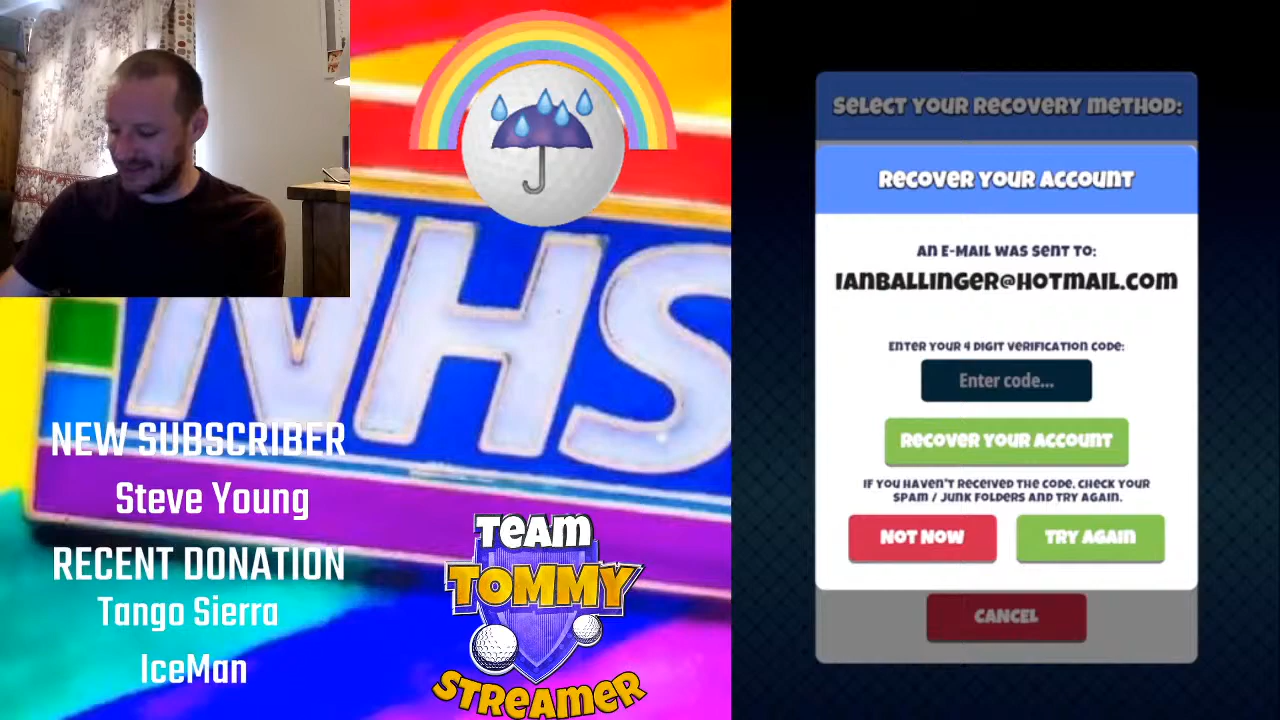 NHS
NEW SUBSCRIBER
Steve Young
RECENT DONATION
Tango Sierra
IceMan
TEAM
TOMMY
STREAMER
SELECT YOUR RECOVERY METHOD:
RECOVER YOUR ACCOUNT
AN E-MAIL WAS SENT TO:
IANBALLINGER@HOTMAIL.COM
ENTER YOUR 4 DIGIT VERIFICATION CODE:
Enter code...
RECOVER YOUR ACCOUNT
IF YOU HAVEN'T RECEIVED THE CODE, CHECK YOUR
SPAM / JUNK FOLDERS AND TRY AGAIN.
NOT NOW
TRY AGAIN
CANCEL